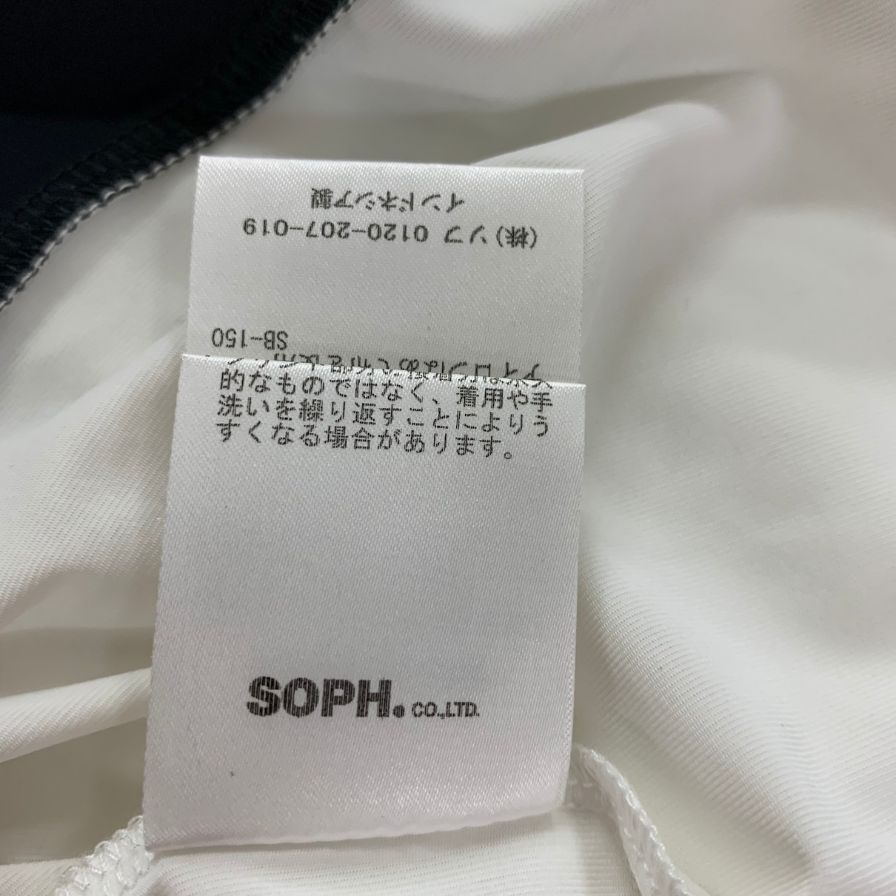 インドネシア製
(株)ソフ 0120-207-019
SB-150
的なものではなく、着用や手
洗いを繰り返すことによりう
すくなる場合があります。
SOPH. CO.,LTD.